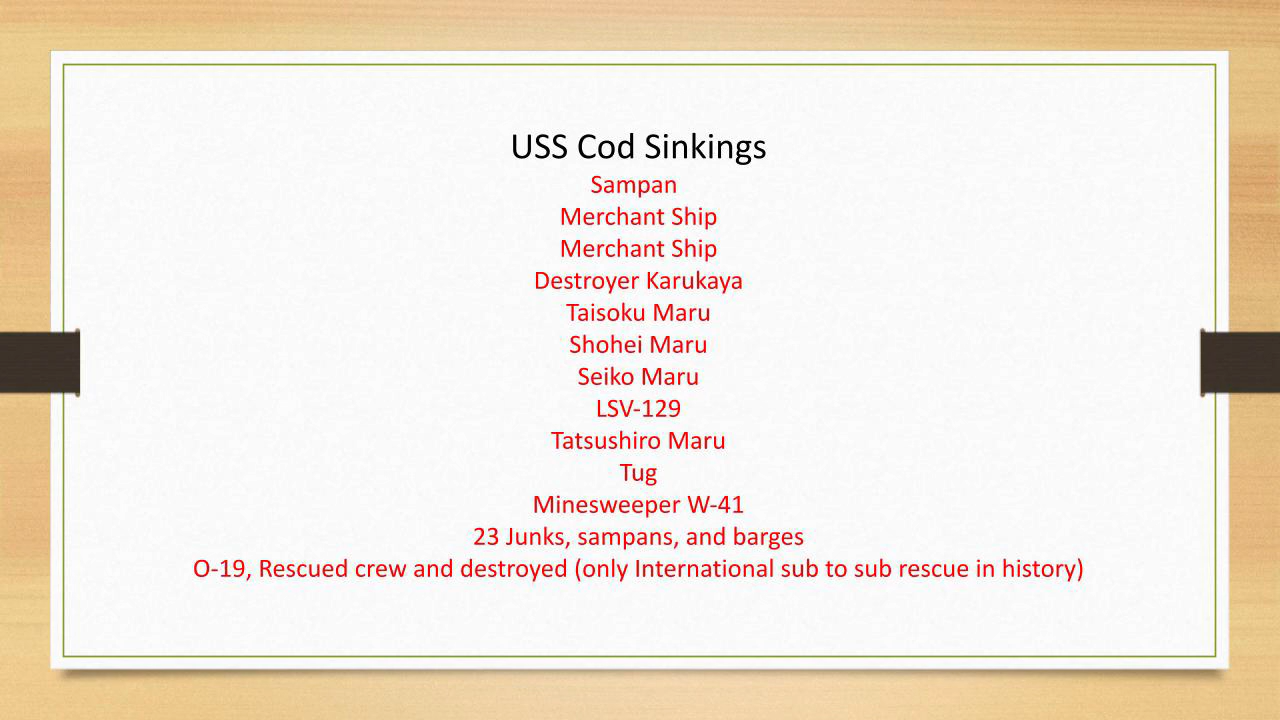 USS Cod Sinkings
Sampan
Merchant Ship
Merchant Ship
Destroyer Karukaya
Taisoku Maru
Shohei Maru
Seiko Maru
LSV-129
Tatsushiro Maru
Tug
Minesweeper W-41
23 Junks, sampans, and barges
O-19, Rescued crew and destroyed (only International sub to sub rescue in history)